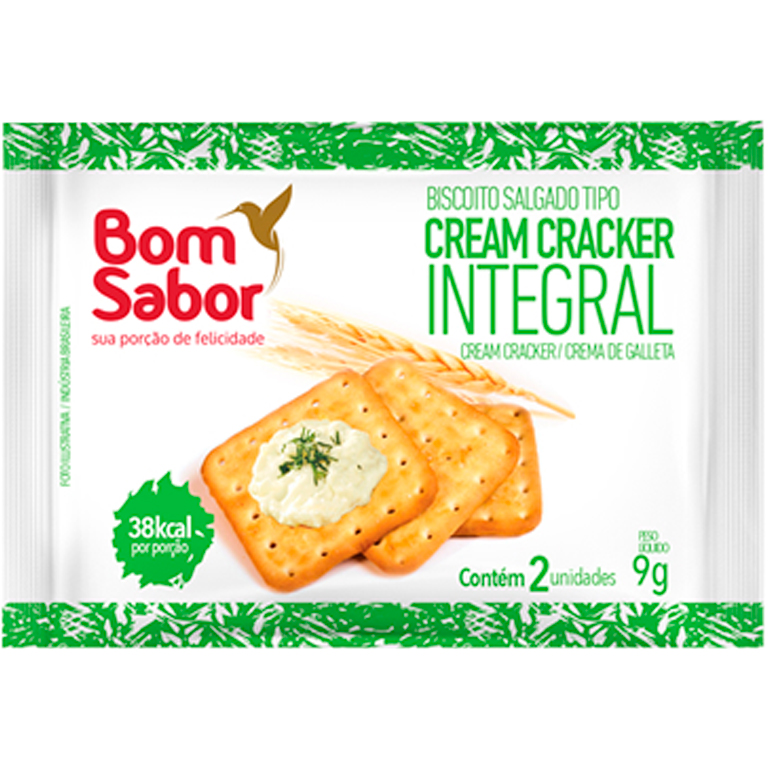 Bom
Sabor
sua porção de felicidade
BISCOITO SALGADO TIPO
CREAM CRACKER
INTEGRAL
CREAM CRACKER / CREMA DE GALLETA
FOTO ILUSTRATIVA / INDÚSTRIA BRASILEIRA
38kcal
por porção
Contém 2 unidades
PESO
LÍQUIDO
9g